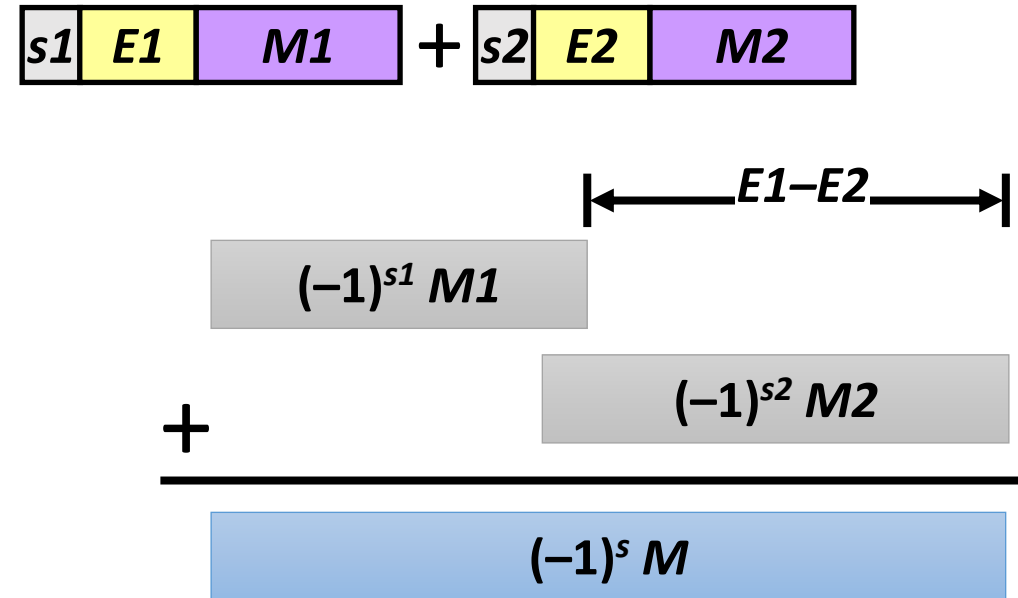 s1 E1 M1 + s2 E2 M2
E1–E2
(–1)^s1 M1
(–1)^s2 M2
+
(–1)^s M